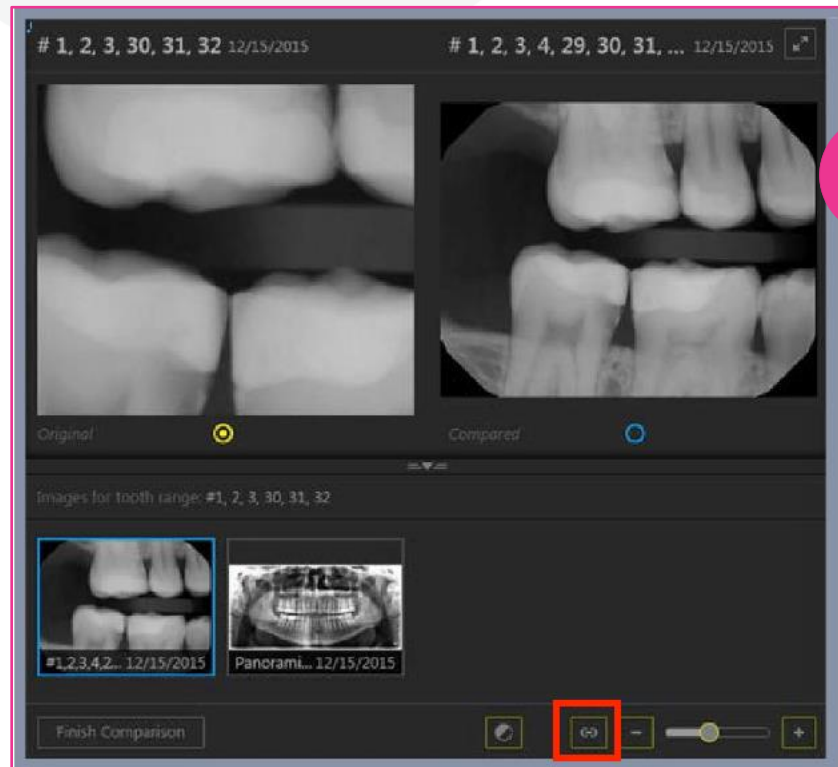 # 1, 2, 3, 30, 31, 32 12/15/2015
# 1, 2, 3, 4, 29, 30, 31, ... 12/15/2015
Original
Compared
Images for tooth range: #1, 2, 3, 30, 31, 32
#1,2,3,4,2... 12/15/2015
Panorami... 12/15/2015
Finish Comparison